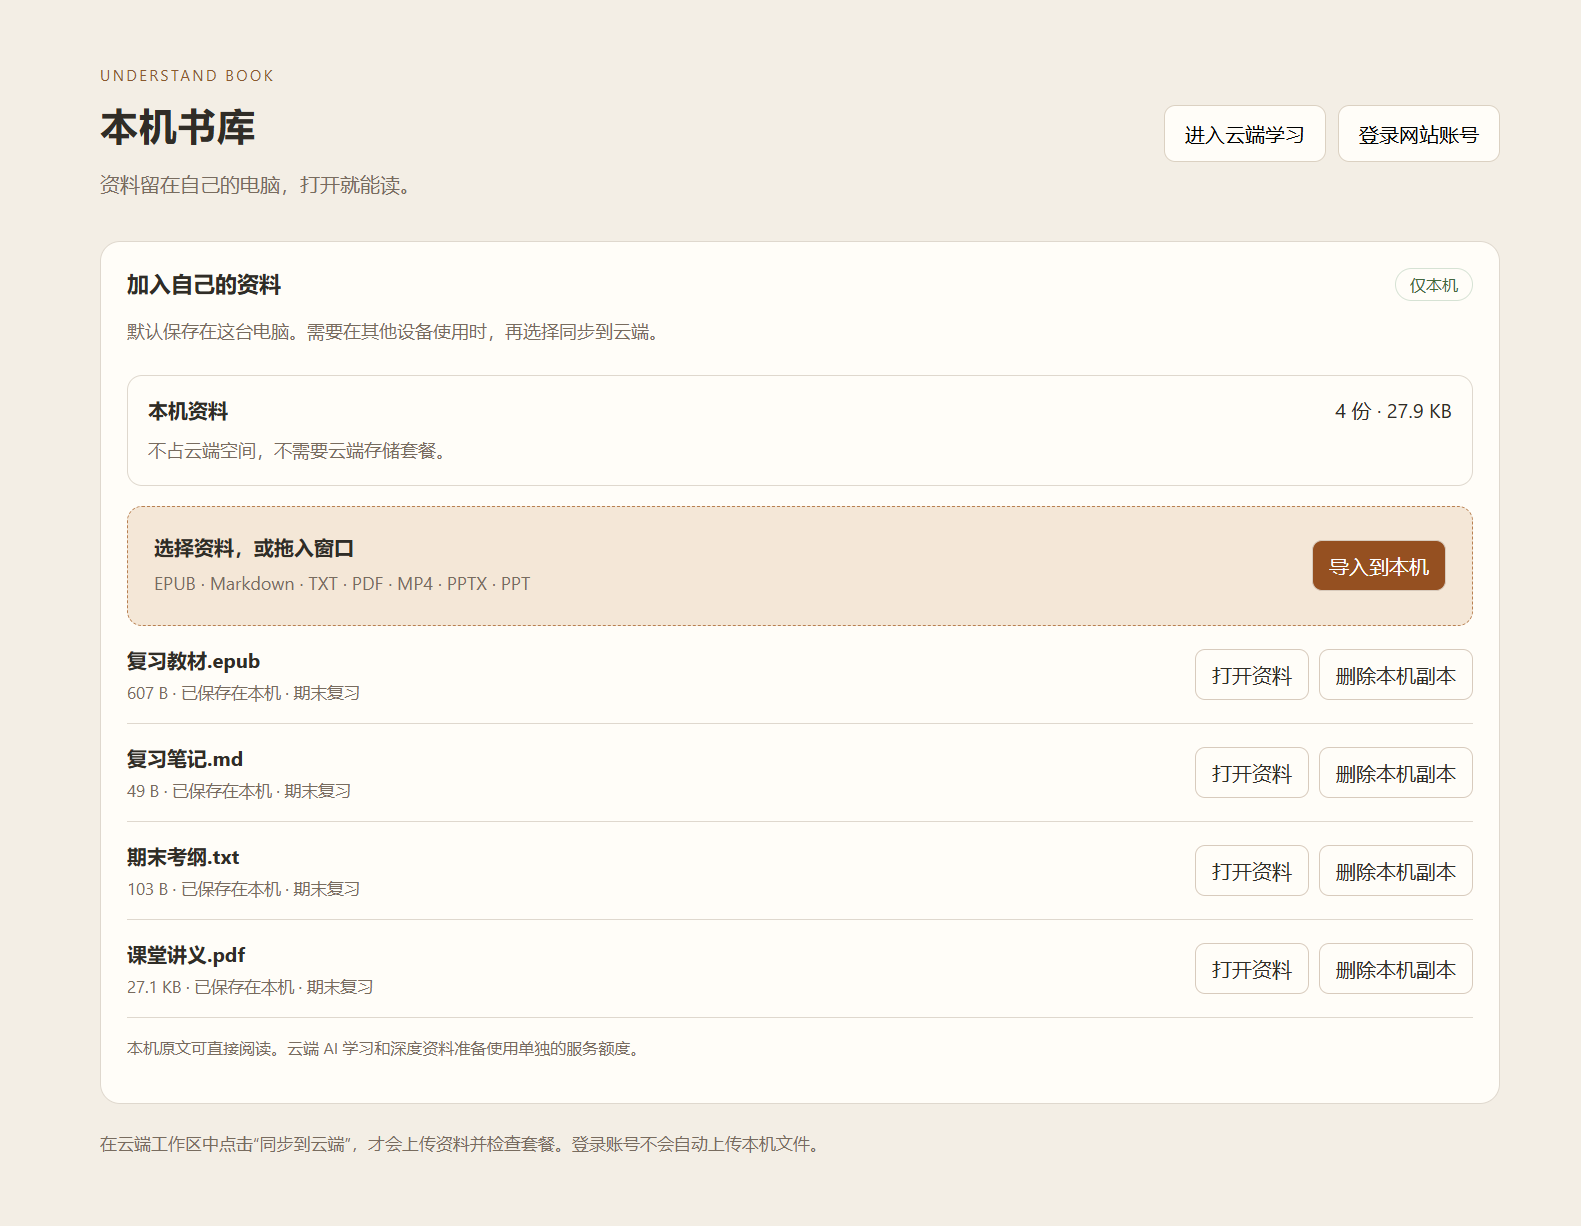 UNDERSTAND BOOK
本机书库
资料留在自己的电脑，打开就能读。
进入云端学习
登录网站账号
加入自己的资料
仅本机
默认保存在这台电脑。需要在其他设备使用时，再选择同步到云端。
本机资料
4 份 · 27.9 KB
不占云端空间，不需要云端存储套餐。
选择资料，或拖入窗口
EPUB · Markdown · TXT · PDF · MP4 · PPTX · PPT
导入到本机
复习教材.epub
607 B · 已保存在本机 · 期末复习
打开资料
删除本机副本
复习笔记.md
49 B · 已保存在本机 · 期末复习
打开资料
删除本机副本
期末考纲.txt
103 B · 已保存在本机 · 期末复习
打开资料
删除本机副本
课堂讲义.pdf
27.1 KB · 已保存在本机 · 期末复习
打开资料
删除本机副本
本机原文可直接阅读。云端 AI 学习和深度资料准备使用单独的服务额度。
在云端工作区中点击“同步到云端”，才会上传资料并检查套餐。登录账号不会自动上传本机文件。